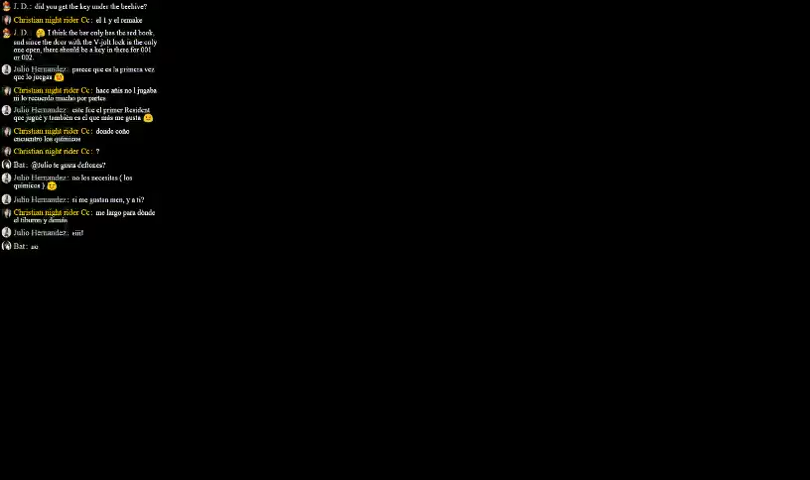 J. D.: did you get the key under the beehive?
Christian night rider Cc: el 1 y el remake
J. D.: 🤔 I think the bar only has the red book,
and since the door with the V-jolt lock is the only
one open, there should be a key in there for 001
or 002.
Julio Hernandez: parece que es la primera vez
que lo juegas
Christian night rider Cc: hace añis no l jugaba
ni lo recuerdo mucho por partes
Julio Hernandez: este fue el primer Resident
que jugué y también es el que más me gusta
Christian night rider Cc: donde coño
encuentro los químicos
Christian night rider Cc: ?
Bat: @Julio te gusta deftones?
Julio Hernandez: no los necesitas ( los
químicos )
Julio Hernandez: si me gustan men, y a ti?
Christian night rider Cc: me largo para dónde
el tiburon y demás
Julio Hernandez:
Bat: no